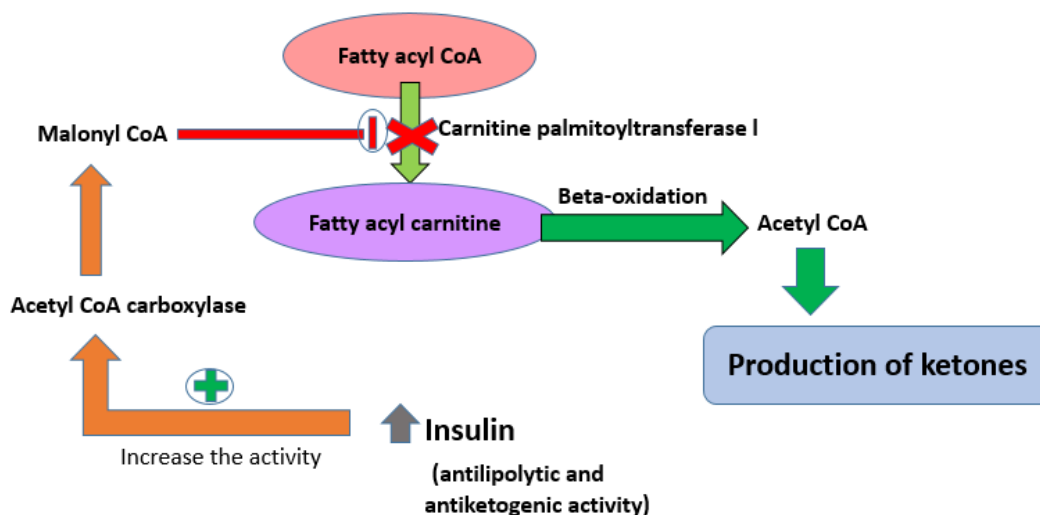 Fatty acyl CoA
Malonyl CoA
Carnitine palmitoyltransferase l
Beta-oxidation
Fatty acyl carnitine
Acetyl CoA
Acetyl CoA carboxylase
Production of ketones
Insulin
Increase the activity
(antilipolytic and
antiketogenic activity)